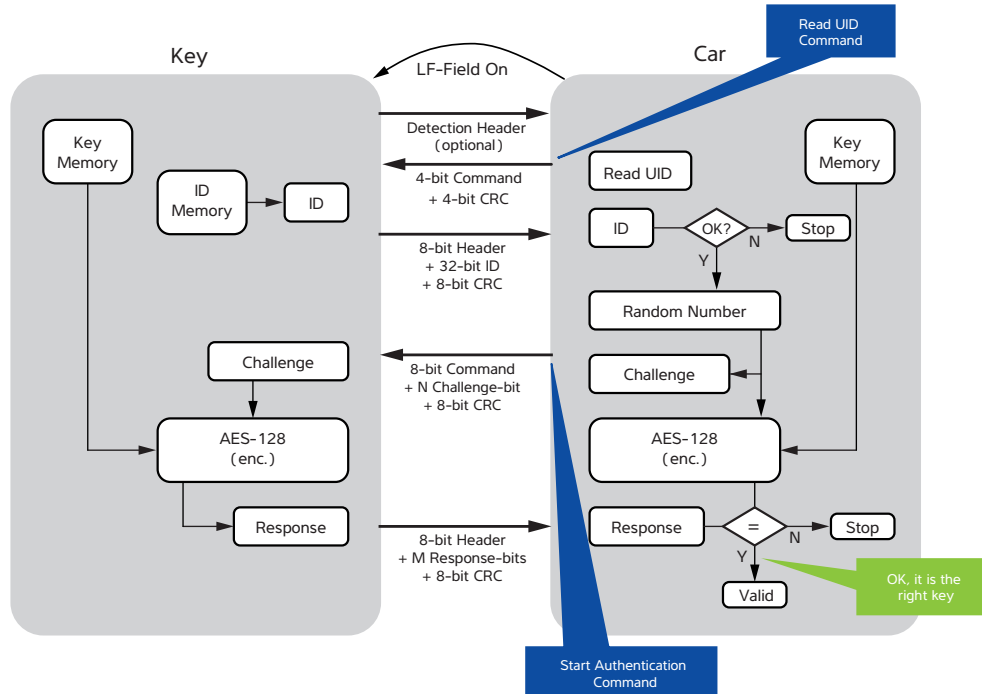 Read UID
Command
Key
Car
LF-Field On
Key
Memory
Detection Header
(optional)
Key
Memory
ID
Memory
ID
4-bit Command
+ 4-bit CRC
Read UID
ID
OK?
N
Stop
Y
8-bit Header
+ 32-bit ID
+ 8-bit CRC
Random Number
Challenge
8-bit Command
+ N Challenge-bit
+ 8-bit CRC
Challenge
AES-128
(enc.)
AES-128
(enc.)
Response
8-bit Header
+ M Response-bits
+ 8-bit CRC
Response
=
N
Stop
Y
Valid
OK, it is the
right key
Start Authentication
Command